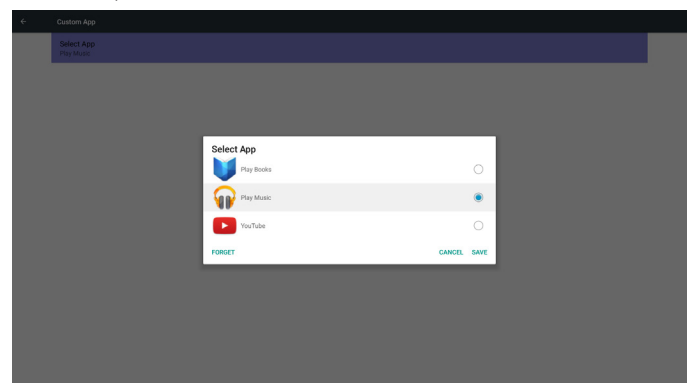 Custom App
Select App
Play Music
Select App
Play Books
Play Music
YouTube
FORGET CANCEL SAVE